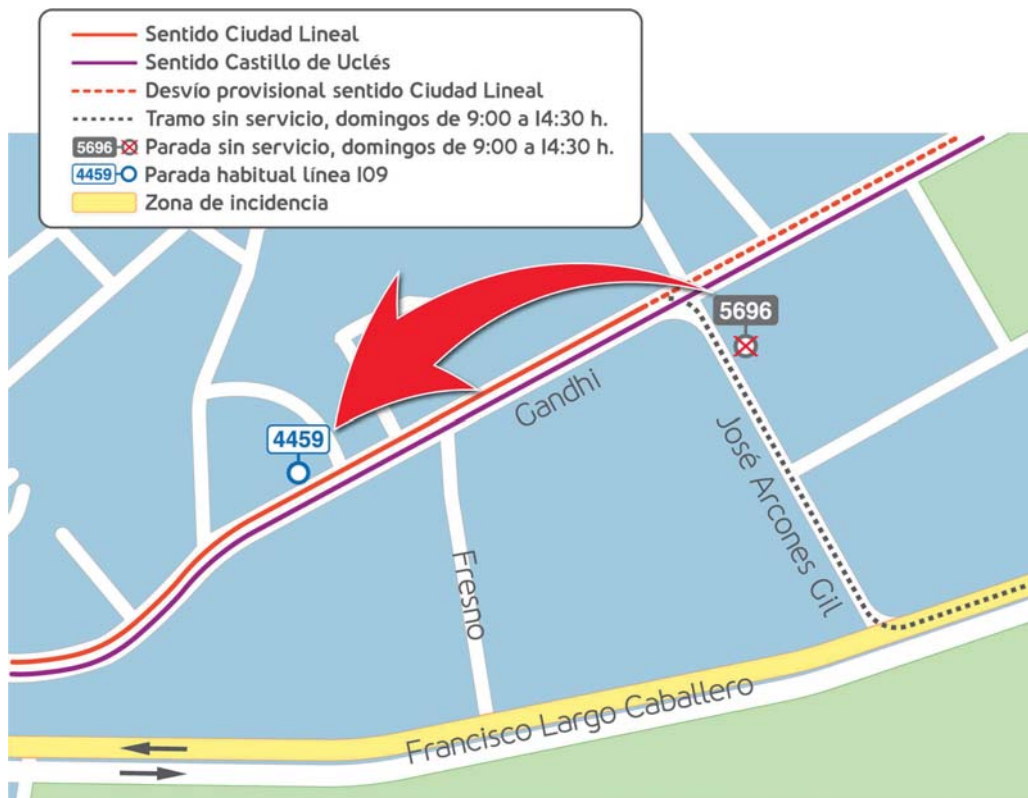 Sentido Ciudad Lineal
Sentido Castillo de Uclés
Desvío provisional sentido Ciudad Lineal
Tramo sin servicio, domingos de 9:00 a 14:30 h.
5696 Parada sin servicio, domingos de 9:00 a 14:30 h.
4459 Parada habitual línea 109
Zona de incidencia
5696
Gandhi
4459
José Arcones Gil
Fresno
Francisco Largo Caballero